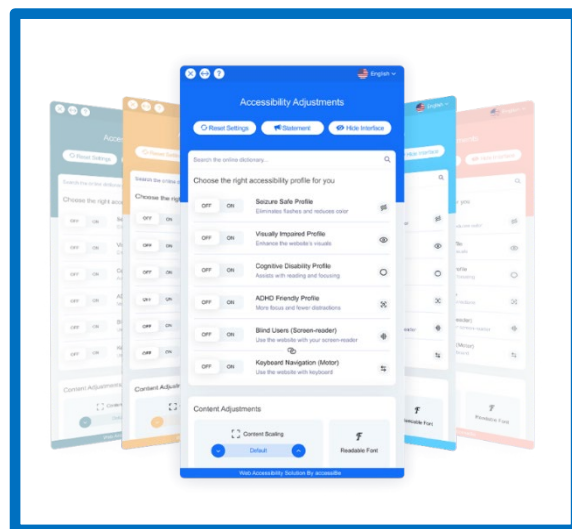 English
Accessibility Adjustments
Reset Settings
Statement
Hide Interface
Search the online dictionary...
Choose the right accessibility profile for you
OFF ON
Seizure Safe Profile
Eliminates flashes and reduces color
OFF ON
Visually Impaired Profile
Enhance the website's visuals
OFF ON
Cognitive Disability Profile
Assists with reading and focusing
OFF ON
ADHD Friendly Profile
More focus and fewer distractions
OFF ON
Blind Users (Screen-reader)
Use the website with your screen-reader
OFF ON
Keyboard Navigation (Motor)
Use the website with keyboard
Content Adjustments
Content Scaling
Default
Readable Font
Web Accessibility Solution By accessiBe